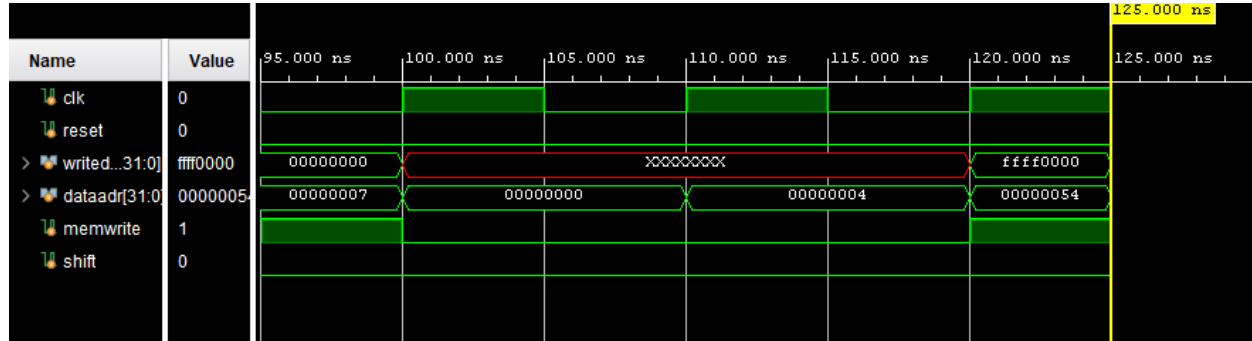 125.000 ns
Name Value 95.000 ns 100.000 ns 105.000 ns 110.000 ns 115.000 ns 120.000 ns 125.000 ns
clk 0
reset 0
writed...31:0] ffff0000 00000000 XXXXXXXX ffff0000
dataadr[31:0] 00000054 00000007 00000000 00000004 00000054
memwrite 1
shift 0